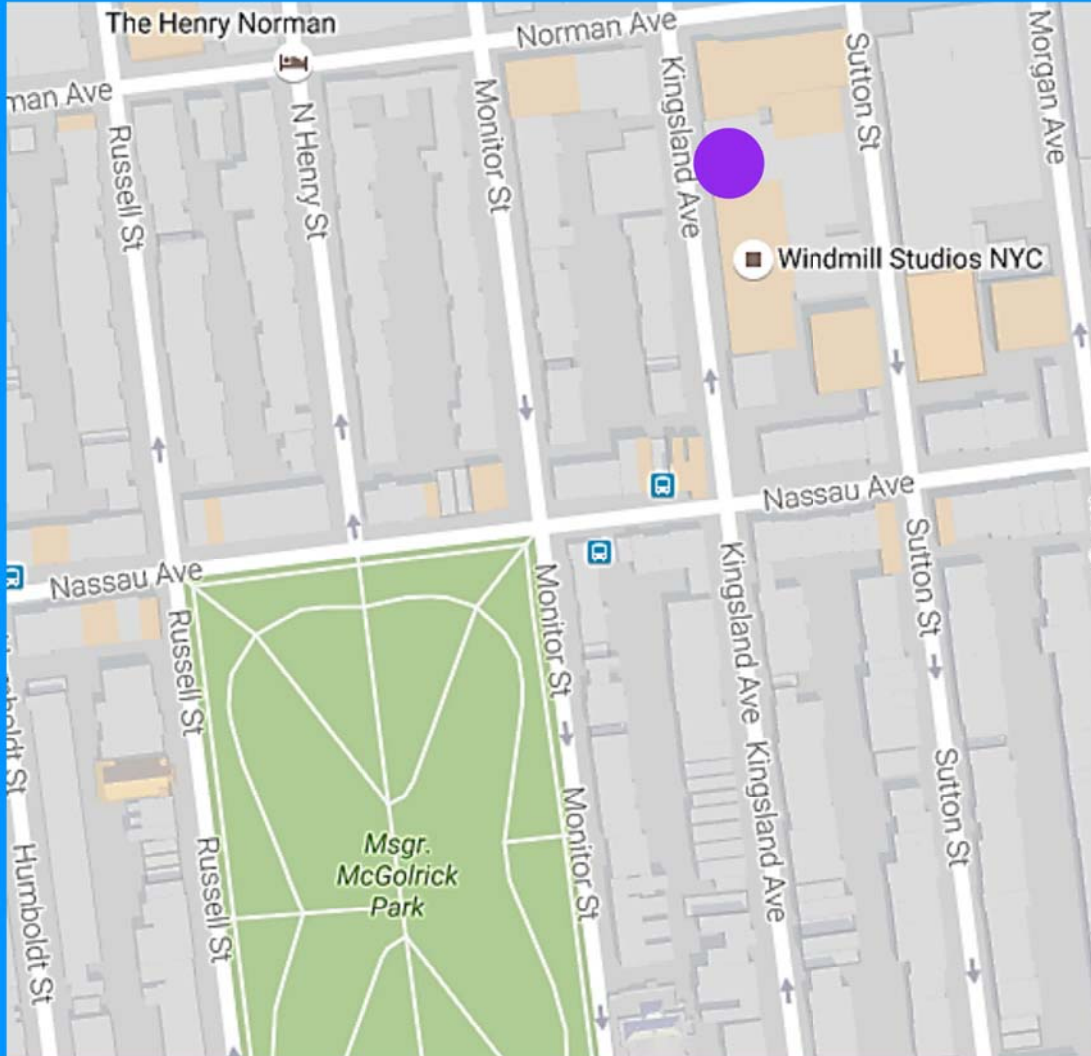 The Henry Norman
Norman Ave
man Ave
Russell St
N Henry St
Monitor St
Kingsland Ave
Sutton St
Morgan Ave
Windmill Studios NYC
Nassau Ave
Nassau Ave
Russell St
Monitor St
Kingsland Ave
Sutton St
Humboldt St
Kingsland Ave
Sutton St
Monitor St
Msgr.
McGolrick
Park
Russell St
Humboldt St